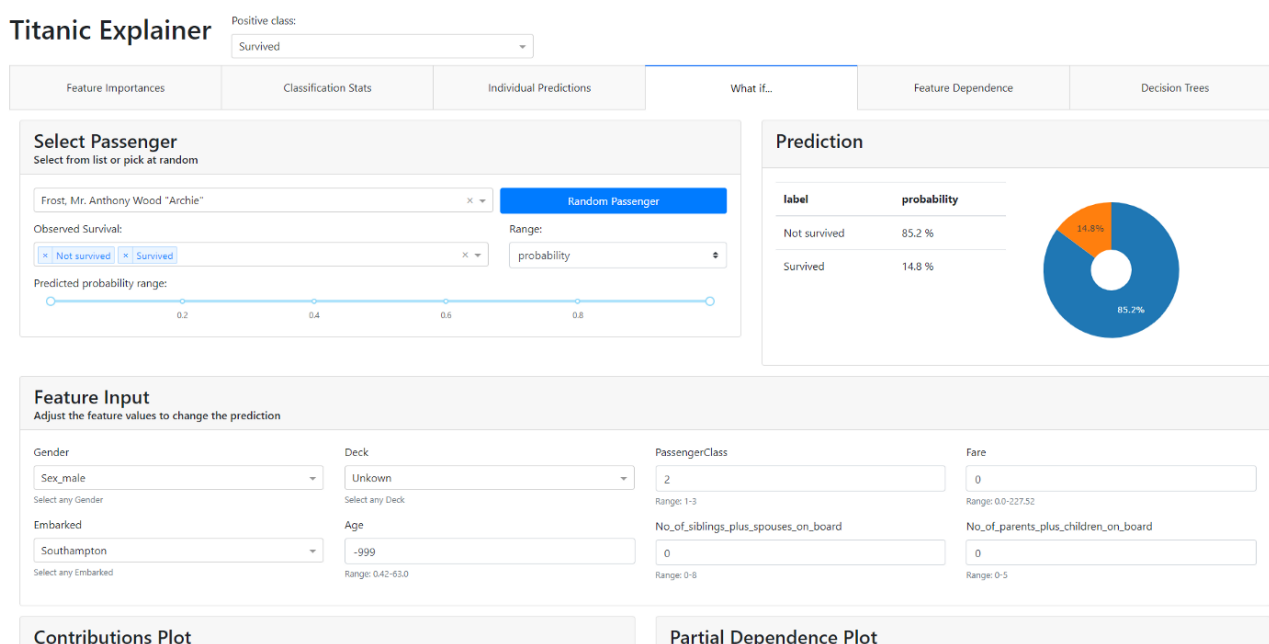 Titanic Explainer
Positive class:
Survived
Feature Importances
Classification Stats
Individual Predictions
What if...
Feature Dependence
Decision Trees
Select Passenger
Select from list or pick at random
Frost, Mr. Anthony Wood "Archie"
Random Passenger
Observed Survival:
Range:
× Not survived × Survived
probability
Predicted probability range:
0.2 0.4 0.6 0.8
Prediction
label probability
Not survived 85.2 %
Survived 14.8 %
14.8%
85.2%
Feature Input
Adjust the feature values to change the prediction
Gender
Deck
PassengerClass
Fare
Sex_male
Unkown
2
0
Select any Gender
Select any Deck
Range: 1-3
Range: 0.0-227.52
Embarked
Age
No_of_siblings_plus_spouses_on_board
No_of_parents_plus_children_on_board
Southampton
-999
0
0
Select any Embarked
Range: 0.42-63.0
Range: 0-8
Range: 0-5
Contributions Plot
Partial Dependence Plot